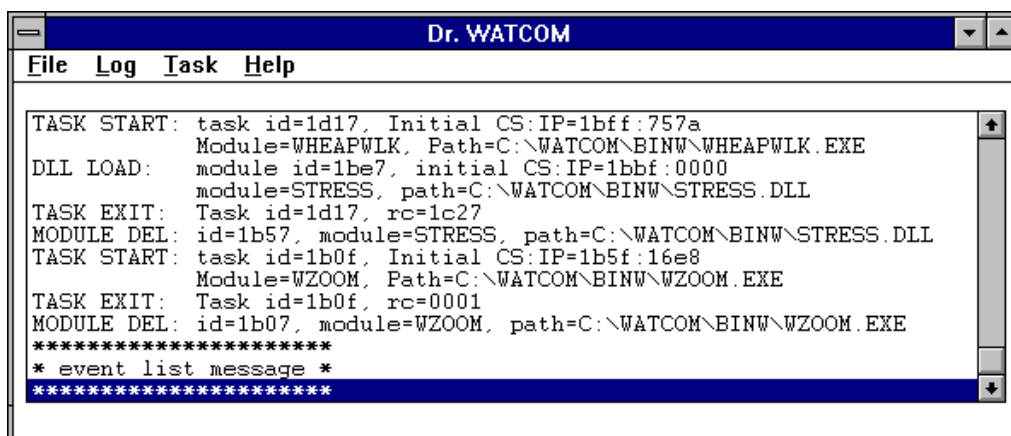 Dr. WATCOM
File Log Task Help
TASK START: task id=1d17, Initial CS:IP=1bff:757a
Module=WHEAPWLK, Path=C:\WATCOM\BINW\WHEAPWLK.EXE
DLL LOAD: module id=1be7, initial CS:IP=1bbf:0000
module=STRESS, path=C:\WATCOM\BINW\STRESS.DLL
TASK EXIT: Task id=1d17, rc=1c27
MODULE DEL: id=1b57, module=STRESS, path=C:\WATCOM\BINW\STRESS.DLL
TASK START: task id=1b0f, Initial CS:IP=1b5f:16e8
Module=WZOOM, Path=C:\WATCOM\BINW\WZOOM.EXE
TASK EXIT: Task id=1b0f, rc=0001
MODULE DEL: id=1b07, module=WZOOM, path=C:\WATCOM\BINW\WZOOM.EXE
**********************
* event list message *
**********************